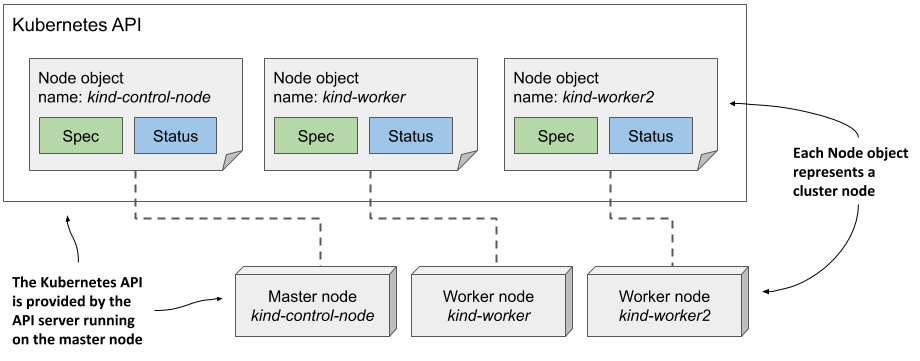 Kubernetes API
Node object
name: kind-control-node
Spec
Status
Node object
name: kind-worker
Spec
Status
Node object
name: kind-worker2
Spec
Status
Each Node object
represents a
cluster node
The Kubernetes API
is provided by the
API server running
on the master node
Master node
kind-control-node
Worker node
kind-worker
Worker node
kind-worker2